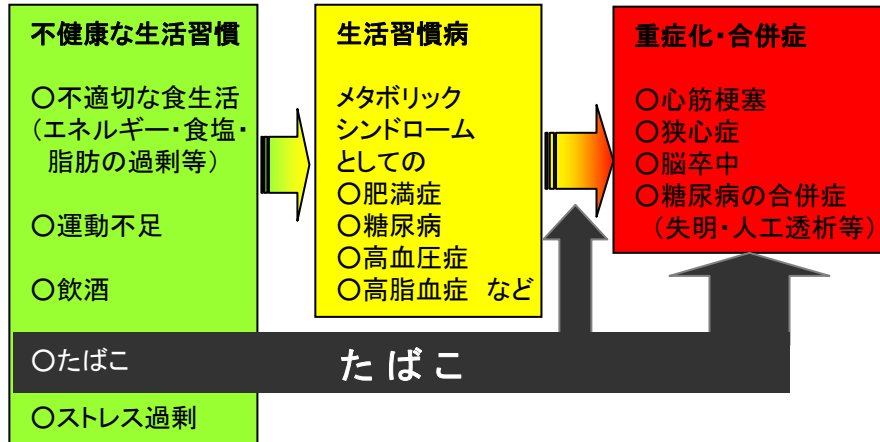 不健康な生活習慣
○不適切な食生活
(エネルギー・食塩・
脂肪の過剰等)
○運動不足
○飲酒
○たばこ
○ストレス過剰
生活習慣病
メタボリック
シンドローム
としての
○肥満症
○糖尿病
○高血圧症
○高脂血症 など
重症化・合併症
○心筋梗塞
○狭心症
○脳卒中
○糖尿病の合併症
(失明・人工透析等)
たばこ